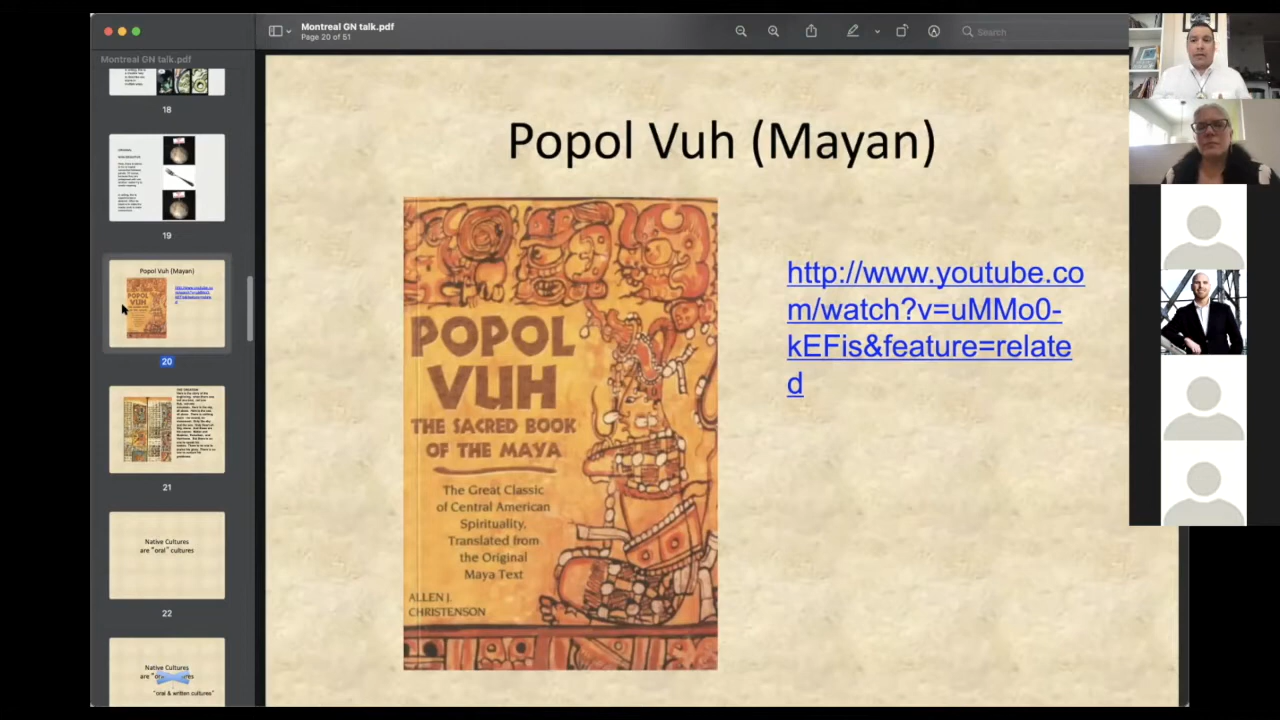 Montreal GN talk.pdf
Page 20 of 51
Search
Montreal GN talk.pdf
18
19
Popol Vuh (Mayan)
POPOL
VUH
20
21
Native Cultures
are "oral" cultures
22
Native Cultures
"oral & written cultures"
Popol Vuh (Mayan)
POPOL
VUH
THE SACRED BOOK
OF THE MAYA
The Great Classic
of Central American
Spirituality,
Translated from
the Original
Maya Text
ALLEN J.
CHRISTENSON
http://www.youtube.co
m/watch?v=uMMo0-
kEFis&feature=relate
d